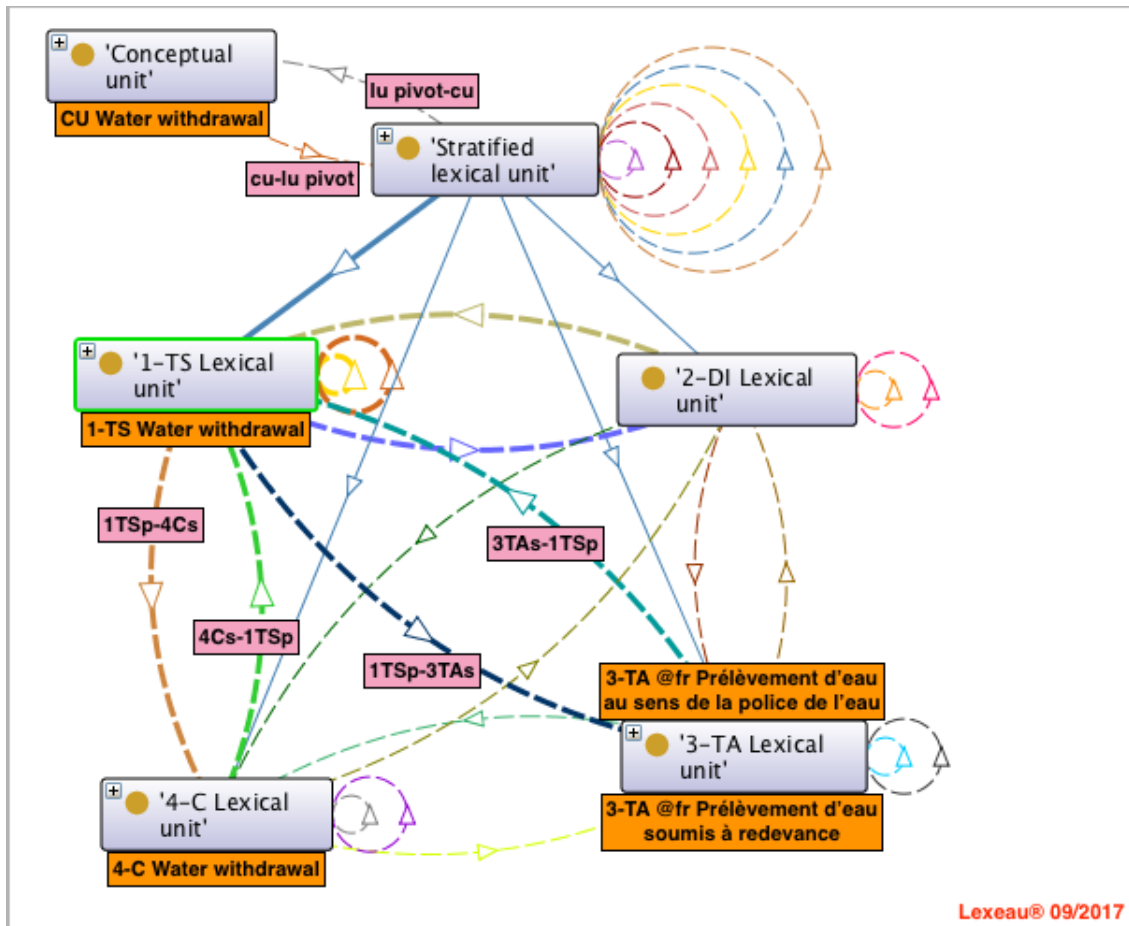 'Conceptual
unit'
CU Water withdrawal
lu pivot-cu
cu-lu pivot
'Stratified
lexical unit'
'1-TS Lexical
unit'
1-TS Water withdrawal
'2-DI Lexical
unit'
1TSp-4Cs
3TAs-1TSp
4Cs-1TSp
1TSp-3TAs
3-TA @fr Prélèvement d'eau
au sens de la police de l'eau
'3-TA Lexical
unit'
3-TA @fr Prélèvement d'eau
soumis à redevance
'4-C Lexical
unit'
4-C Water withdrawal
Lexeau® 09/2017